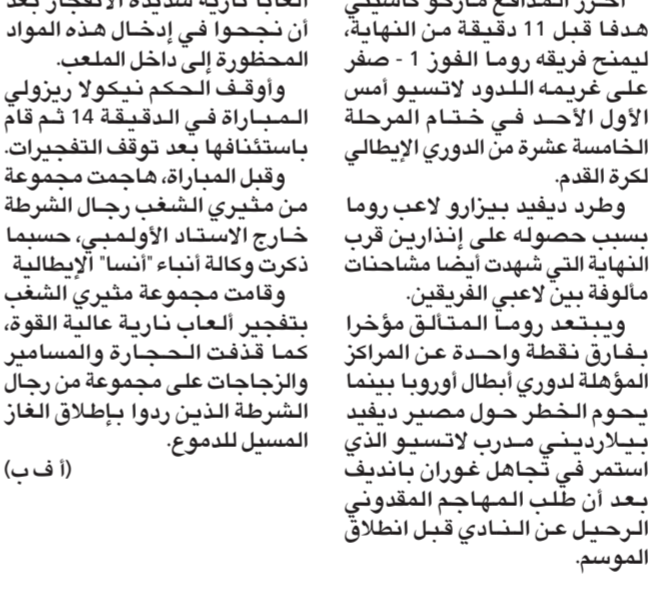 أحرز المدافع ماركو كاسيتي
هدفا قبل 11 دقيقة من النهاية،
ليمنح فريقه روما الفوز 1 - صفر
على غريمه اللدود لاتسيو أمس
الأول الأحد في ختام المرحلة
الخامسة عشرة من الدوري الإيطالي
لكرة القدم.
وطرد ديفيد بيزارو لاعب روما
بسبب حصوله على إنذارين قرب
النهاية التي شهدت أيضا مشاحنات
مألوفة بين لاعبي الفريقين.
ويبتعد روما المتألق مؤخرا
بفارق نقطة واحدة عن المراكز
المؤهلة لدوري أبطال أوروبا بينما
يحوم الخطر حول مصير ديفيد
بيلارديني مدرب لاتسيو الذي
استمر في تجاهل غوران بانديف
بعد أن طلب المهاجم المقدوني
الرحيل عن النادي قبل انطلاق
الموسم.
ألعابا نارية شديدة الانفجار بعد
أن نجحوا في إدخال هذه المواد
المحظورة إلى داخل الملعب.
وأوقف الحكم نيكولا ريزولي
المباراة في الدقيقة 14 ثم قام
باستئنافها بعد توقف التفجيرات.
وقبل المباراة، هاجمت مجموعة
من مثيري الشغب رجال الشرطة
خارج الاستاد الأولمبي، حسبما
ذكرت وكالة أنباء "أنسا" الإيطالية
وقامت مجموعة مثيري الشغب
بتفجير ألعاب نارية عالية القوة،
كما قذفت الحجارة والمسامير
والزجاجات على مجموعة من رجال
الشرطة الذين ردوا بإطلاق الغاز
المسيل للدموع.
(أ ف ب)